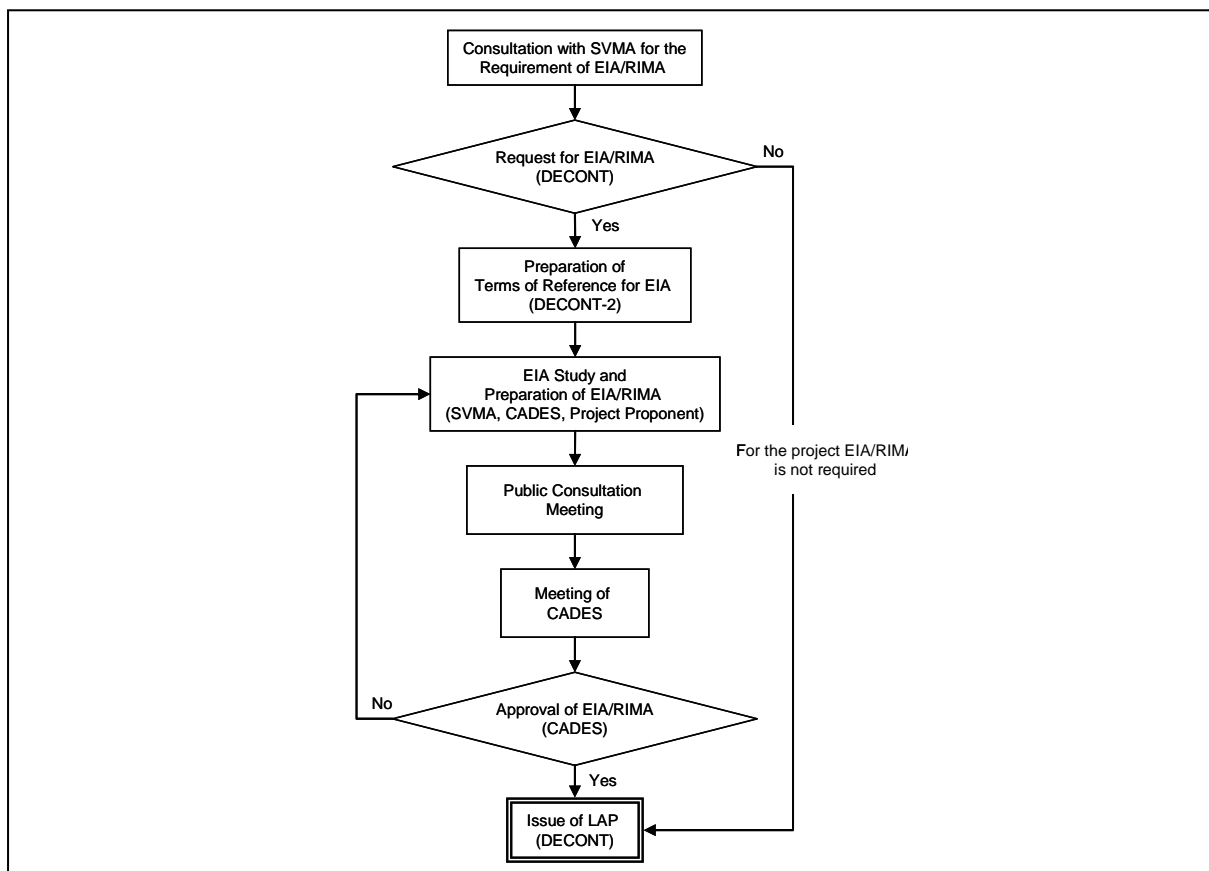 Consultation with SVMA for the
Requirement of EIA/RIMA
Request for EIA/RIMA
(DECONT)
No
Yes
Preparation of
Terms of Reference for EIA
(DECONT-2)
EIA Study and
Preparation of EIA/RIMA
(SVMA, CADES, Project Proponent)
For the project EIA/RIMA
is not required
Public Consultation
Meeting
Meeting of
CADES
No
Approval of EIA/RIMA
(CADES)
Yes
Issue of LAP
(DECONT)